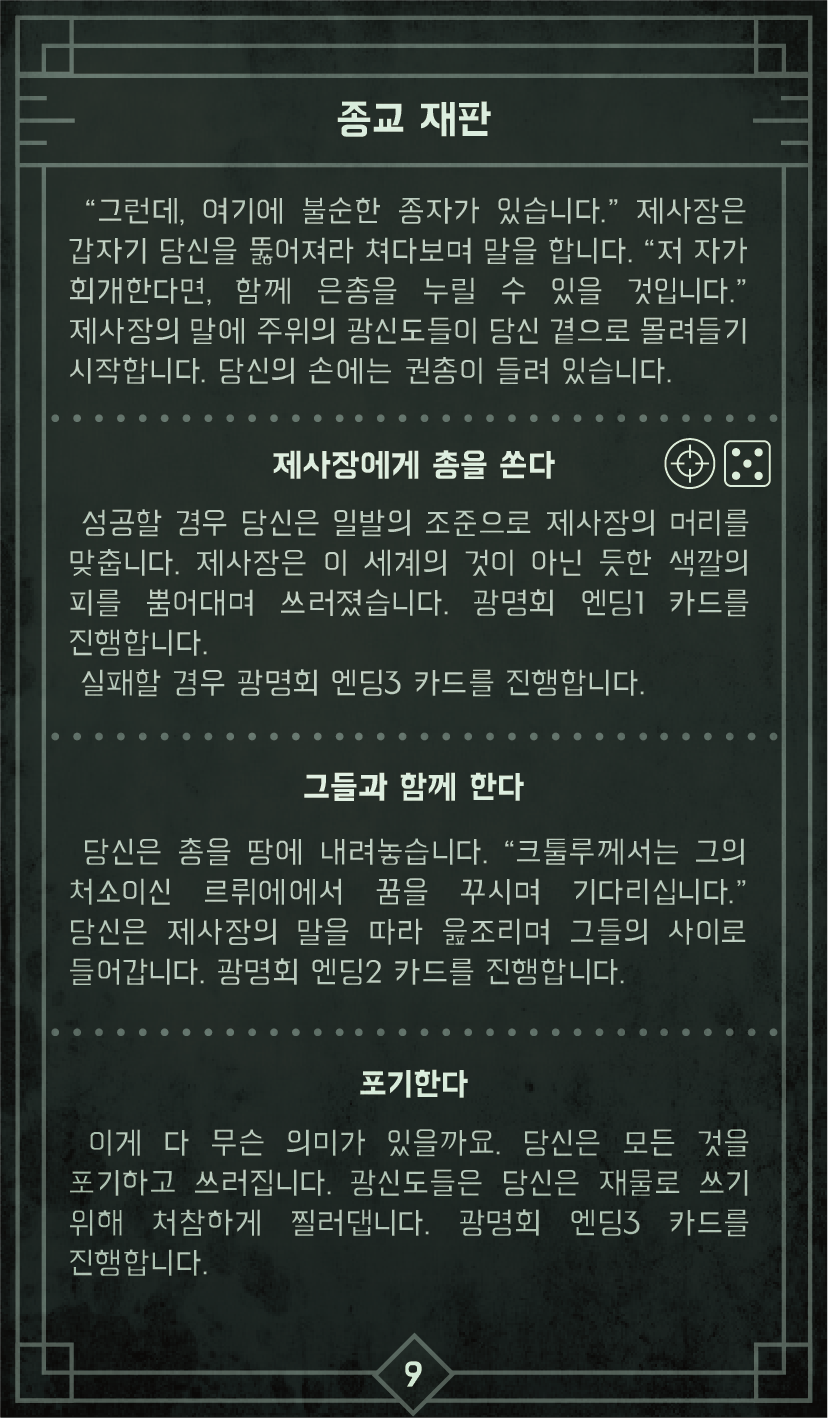 종교 재판
“그런데, 여기에 불순한 종자가 있습니다.” 제사장은
갑자기 당신을 뚫어져라 쳐다보며 말을 합니다. “저 자가
회개한다면, 함께 은총을 누릴 수 있을 것입니다.”
제사장의 말에 주위의 광신도들이 당신 곁으로 몰려들기
시작합니다. 당신의 손에는 권총이 들려 있습니다.
제사장에게 총을 쏜다
성공할 경우 당신은 일발의 조준으로 제사장의 머리를
맞춥니다. 제사장은 이 세계의 것이 아닌 듯한 색깔의
피를 뿜어대며 쓰러졌습니다. 광명회 엔딩1 카드를
진행합니다.
실패할 경우 광명회 엔딩3 카드를 진행합니다.
그들과 함께 한다
당신은 총을 땅에 내려놓습니다. “크툴루께서는 그의
처소이신 르뤼에에서 꿈을 꾸시며 기다리십니다.”
당신은 제사장의 말을 따라 읊조리며 그들의 사이로
들어갑니다. 광명회 엔딩2 카드를 진행합니다.
포기한다
이게 다 무슨 의미가 있을까요. 당신은 모든 것을
포기하고 쓰러집니다. 광신도들은 당신은 재물로 쓰기
위해 처참하게 찔러댑니다. 광명회 엔딩3 카드를
진행합니다.
9